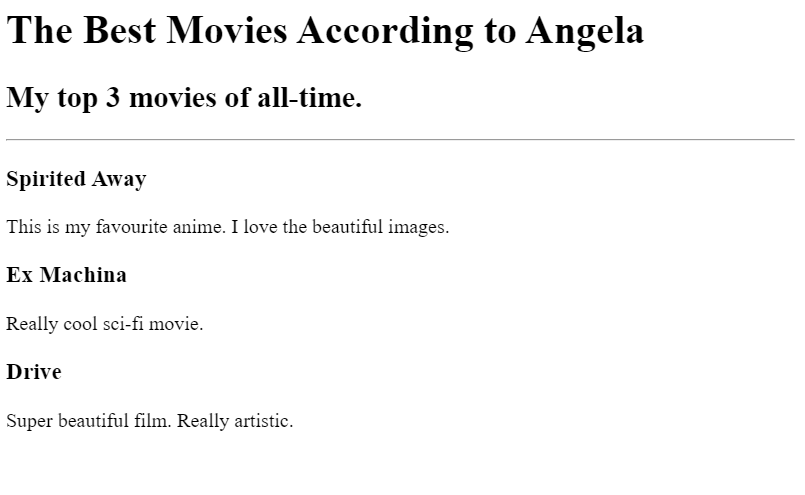 The Best Movies According to Angela
My top 3 movies of all-time.
Spirited Away
This is my favourite anime. I love the beautiful images.
Ex Machina
Really cool sci-fi movie.
Drive
Super beautiful film. Really artistic.